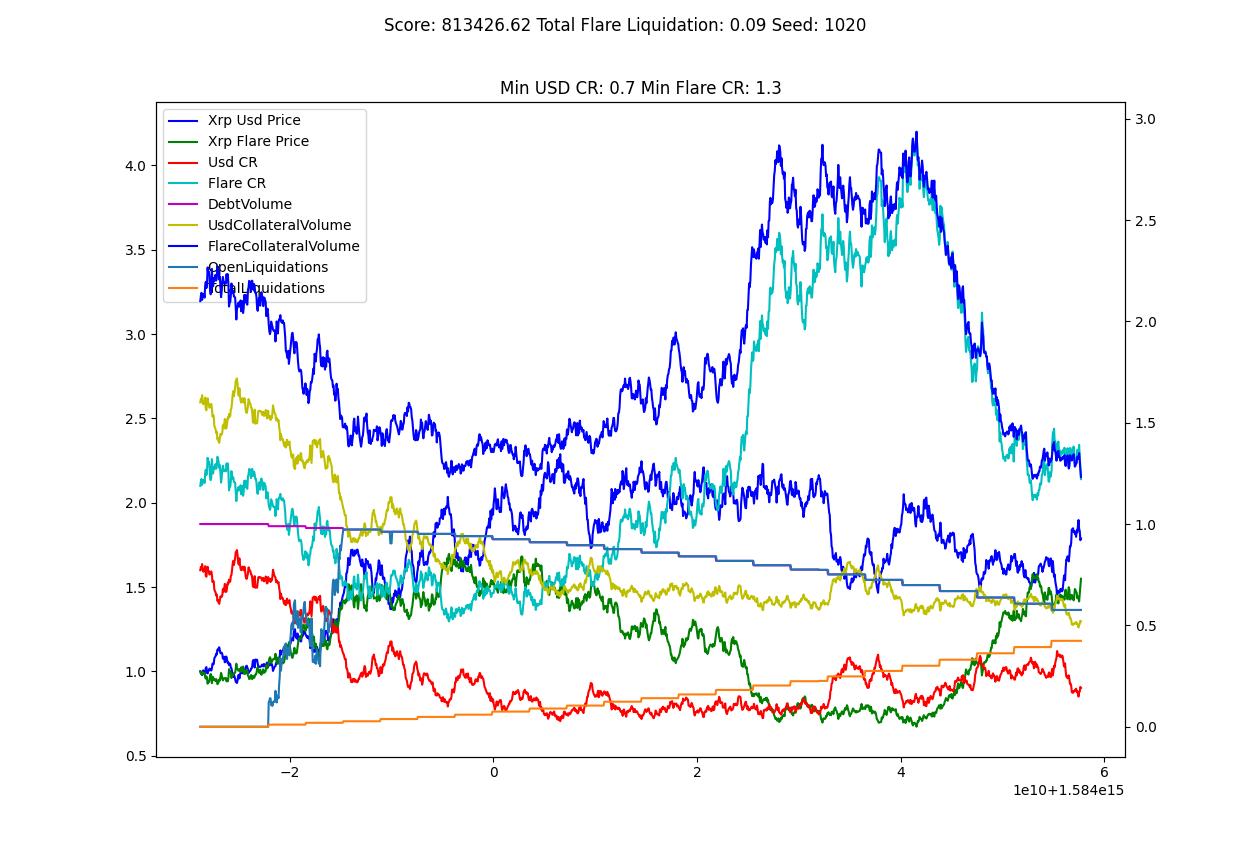 Score: 813426.62 Total Flare Liquidation: 0.09 Seed: 1020
Min USD CR: 0.7 Min Flare CR: 1.3
Xrp Usd Price
Xrp Flare Price
Usd CR
Flare CR
DebtVolume
UsdCollateralVolume
FlareCollateralVolume
OpenLiquidations
TotalLiquidations
4.0
3.5
3.0
2.5
2.0
1.5
1.0
0.5
3.0
2.5
2.0
1.5
1.0
0.5
0.0
−2 0 2 4 6
1e10+1.584e15